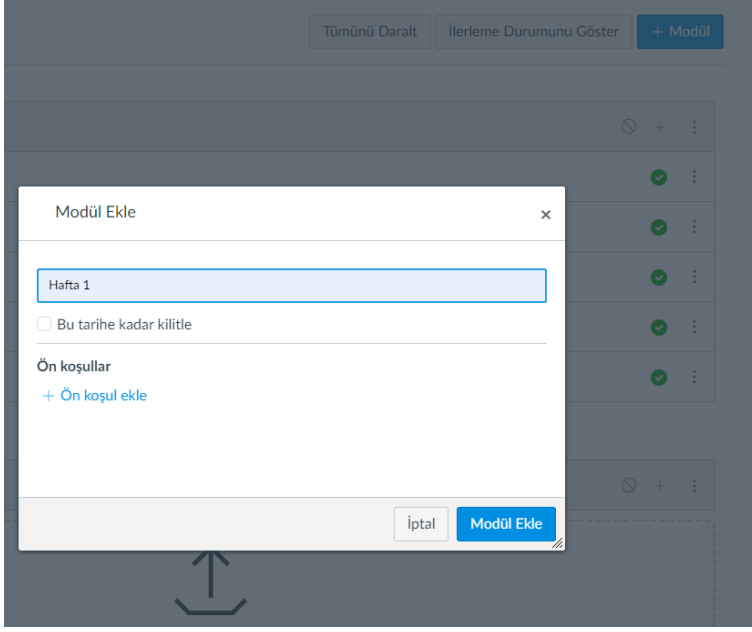 Tümünü Daralt İlerleme Durumunu Göster + Modül
Modül Ekle ×
Hafta 1
Bu tarihe kadar kilitle
Ön koşullar
+ Ön koşul ekle
İptal Modül Ekle